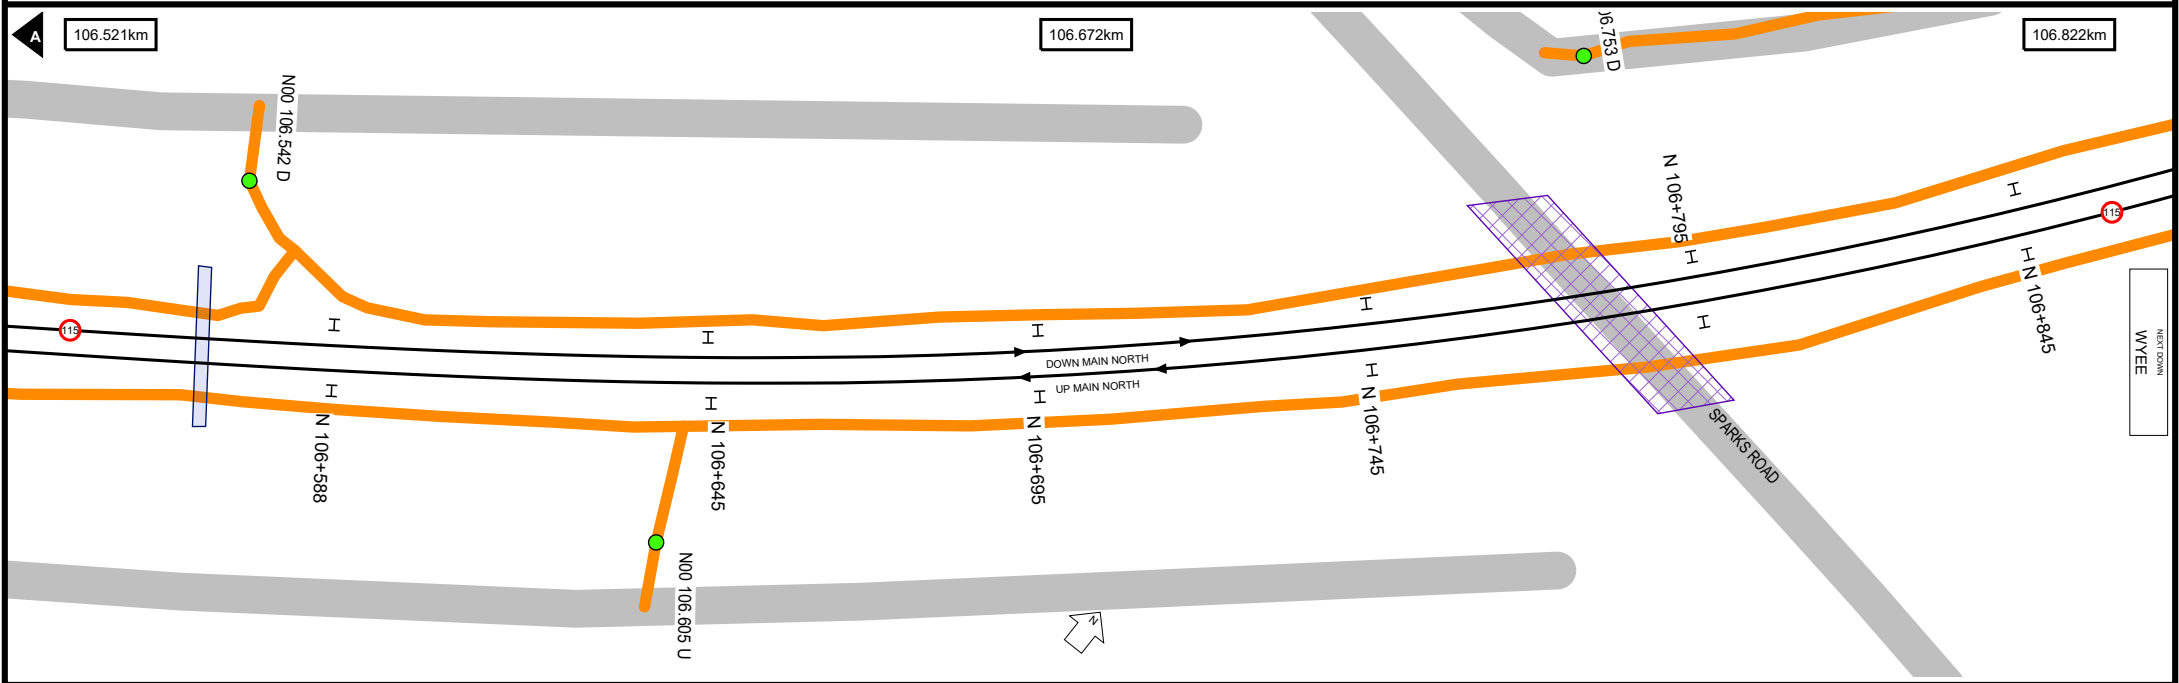 A
106.521km
106.672km
106.822km
N00 106.542 D
06.753 D
N 106+795
115
115
DOWN MAIN NORTH
UP MAIN NORTH
N 106+588
N 106+645
N 106+695
N 106+745
N 106+845
SPARKS ROAD
NEXT DOWN
WYEE
N00 106.605 U
N